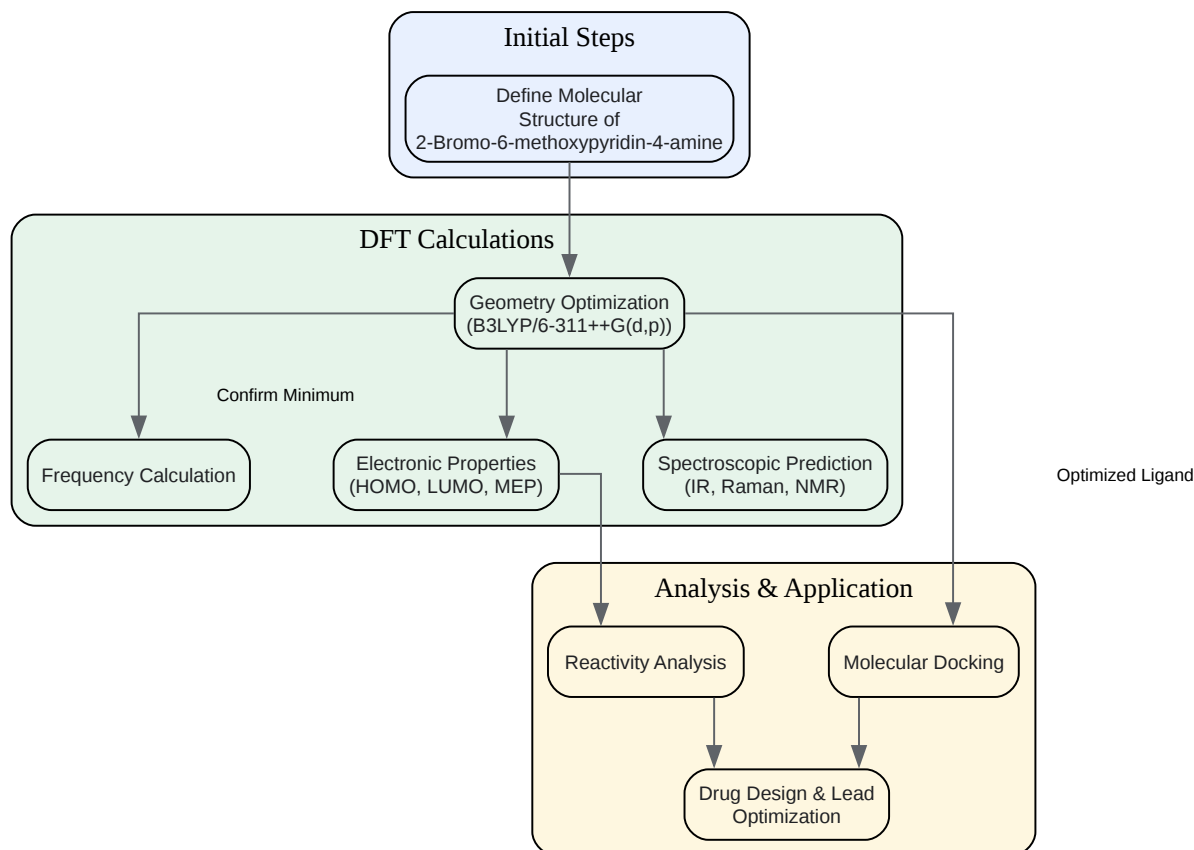 Initial Steps
Define Molecular
Structure of
2-Bromo-6-methoxypyridin-4-amine
DFT Calculations
Geometry Optimization
(B3LYP/6-311++G(d,p))
Confirm Minimum
Frequency Calculation
Electronic Properties
(HOMO, LUMO, MEP)
Spectroscopic Prediction
(IR, Raman, NMR)
Optimized Ligand
Analysis & Application
Reactivity Analysis
Molecular Docking
Drug Design & Lead
Optimization